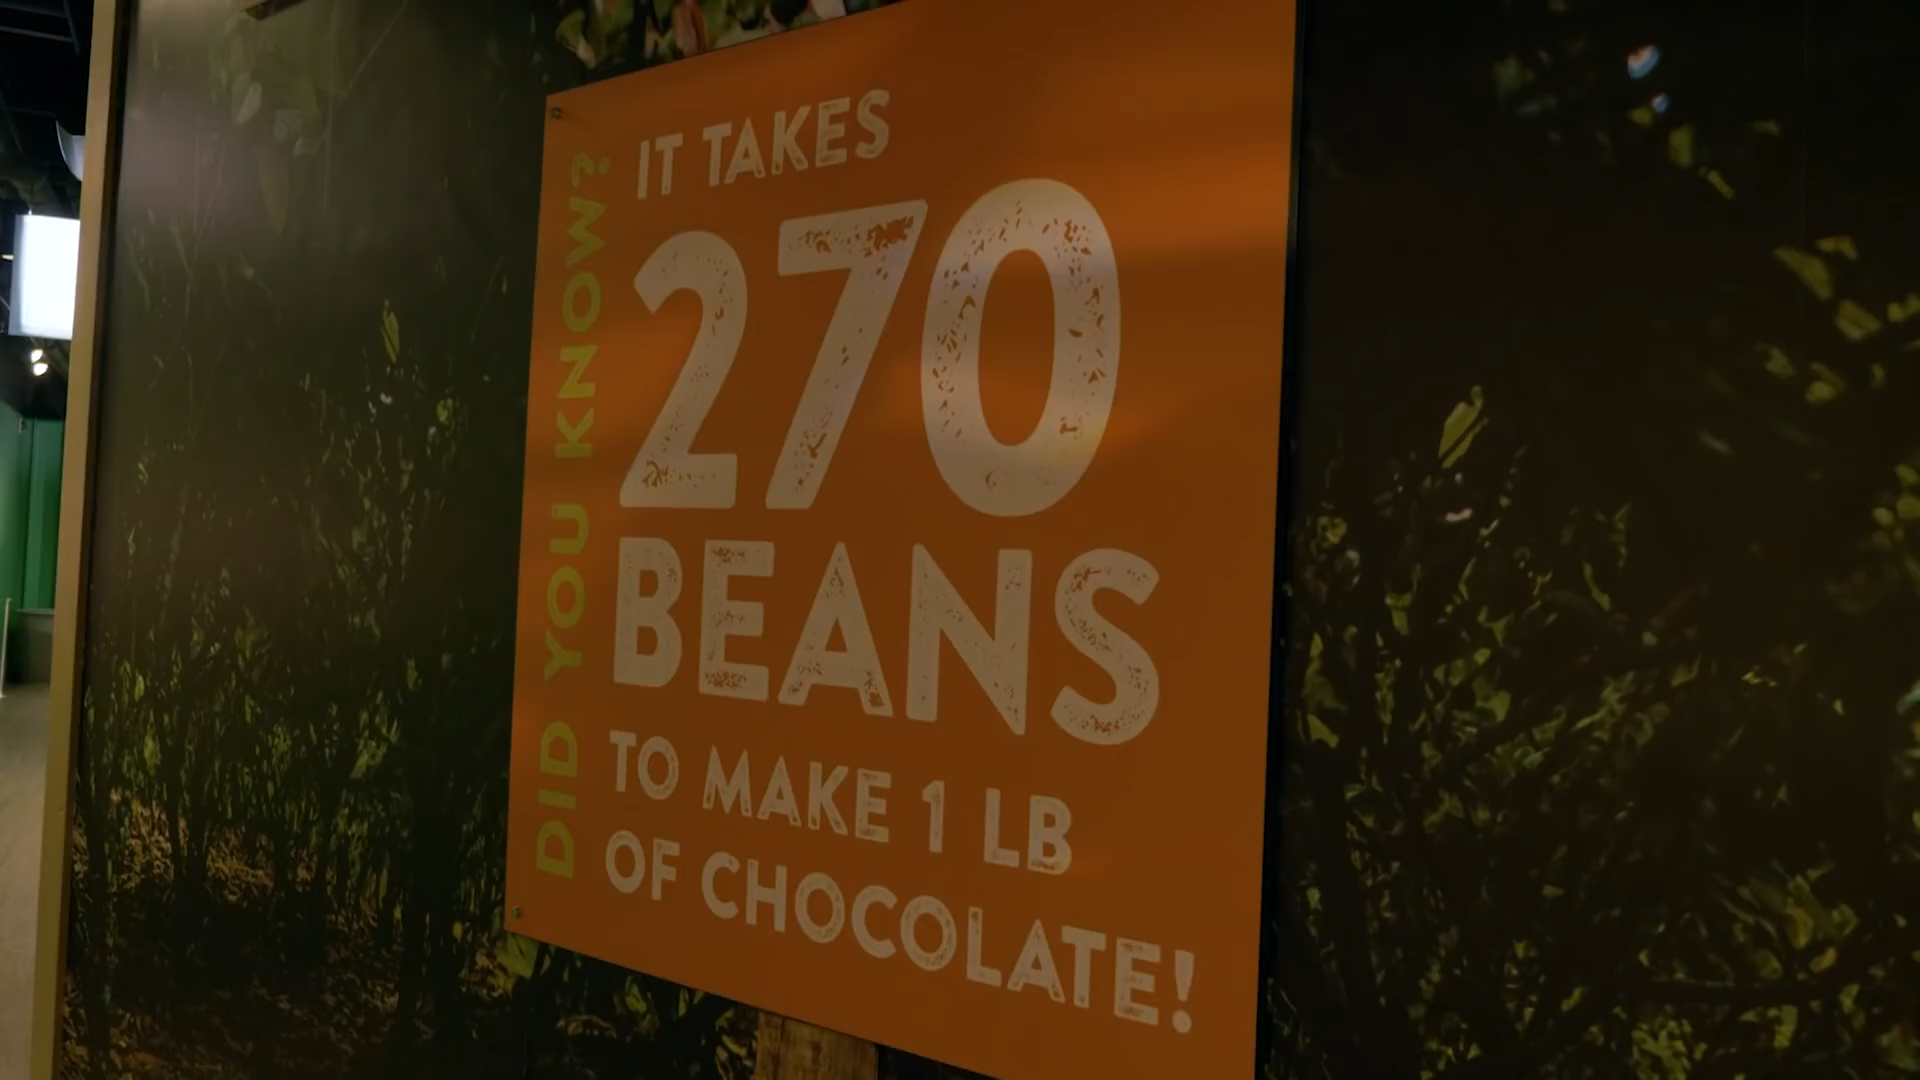 DID YOU KNOW?
IT TAKES
270
BEANS
TO MAKE 1 LB
OF CHOCOLATE!